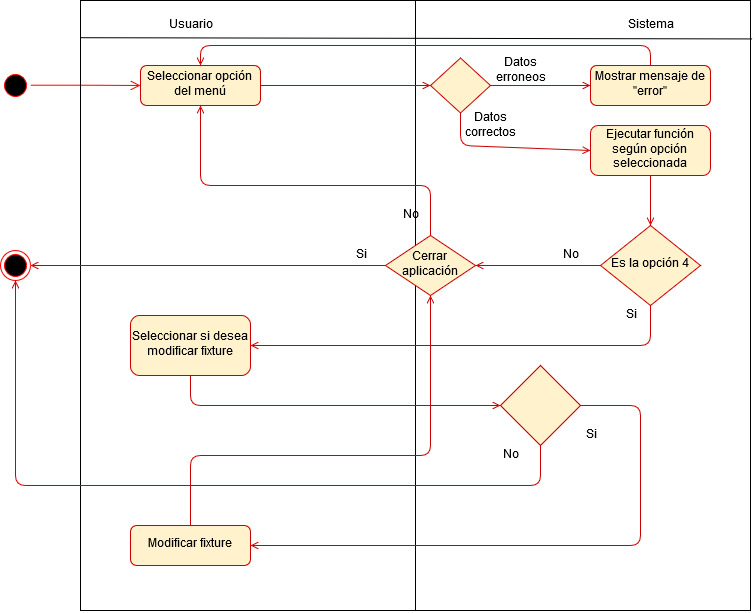 Usuario
Sistema
Seleccionar opción
del menú
Datos
erroneos
Mostrar mensaje de
"error"
Datos
correctos
Ejecutar función
según opción
seleccionada
No
Si
Cerrar
aplicación
No
Es la opción 4
Si
Seleccionar si desea
modificar fixture
Si
No
Modificar fixture